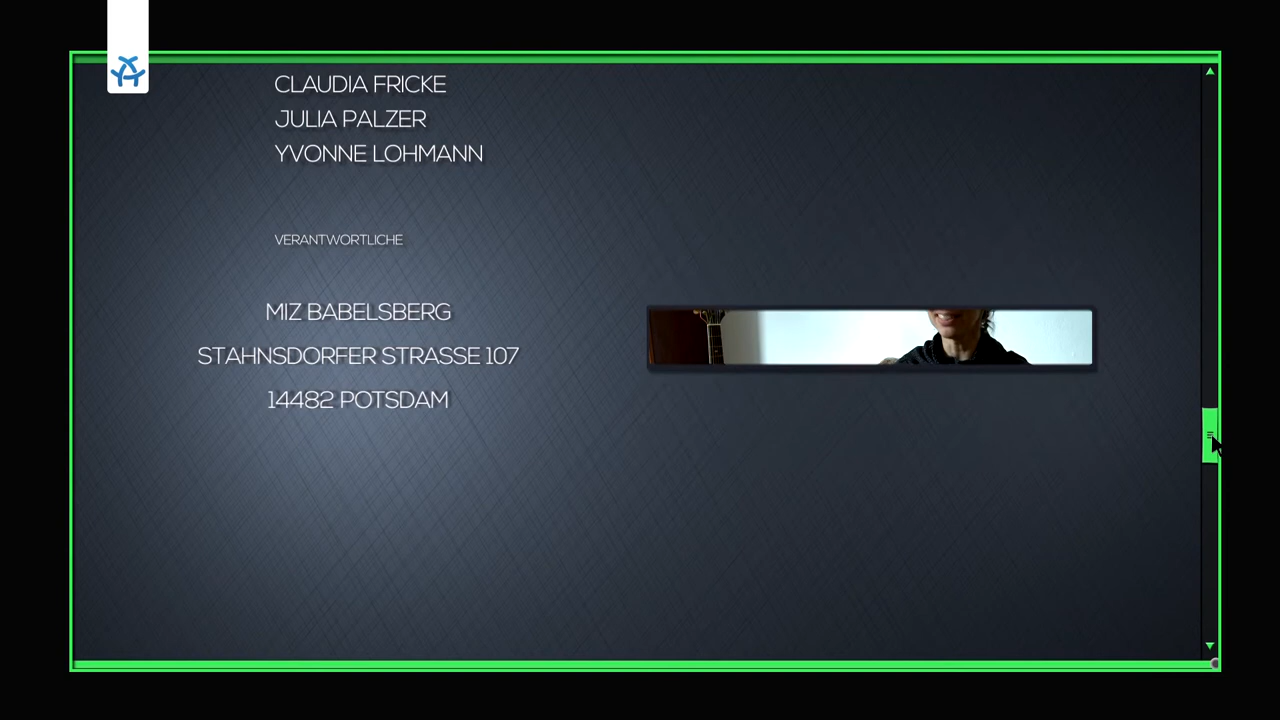 CLAUDIA FRICKE
JULIA PALZER
YVONNE LOHMANN
VERANTWORTLICHE
MIZ BABELSBERG
STAHNSDORFER STRASSE 107
14482 POTSDAM